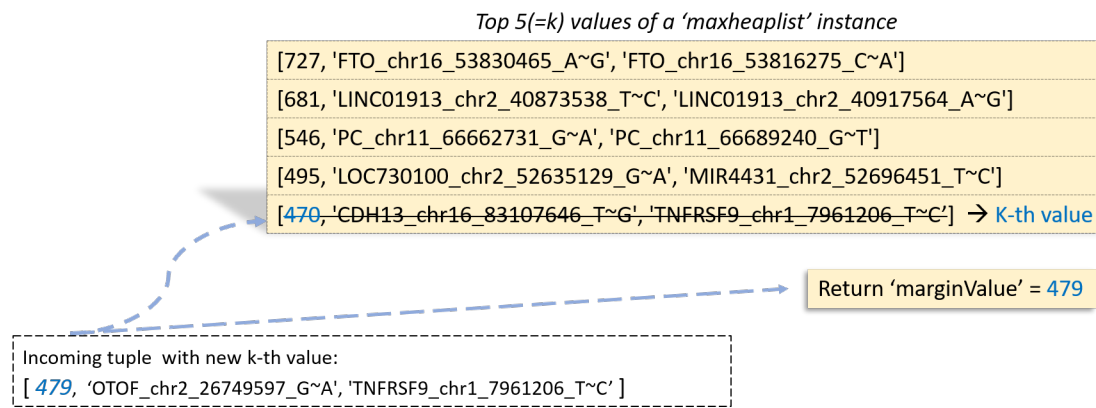 Top 5(=k) values of a ‘maxheaplist’ instance
[727, 'FTO_chr16_53830465_A~G', 'FTO_chr16_53816275_C~A']
[681, 'LINC01913_chr2_40873538_T~C', 'LINC01913_chr2_40917564_A~G']
[546, 'PC_chr11_66662731_G~A', 'PC_chr11_66689240_G~T']
[495, 'LOC730100_chr2_52635129_G~A', 'MIR4431_chr2_52696451_T~C']
[470, 'CDH13_chr16_83107646_T~G', 'TNFRSF9_chr1_7961206_T~C’] → K-th value
Return ‘marginValue’ = 479
Incoming tuple with new k-th value:
[ 479, ‘OTOF_chr2_26749597_G~A', 'TNFRSF9_chr1_7961206_T~C’ ]